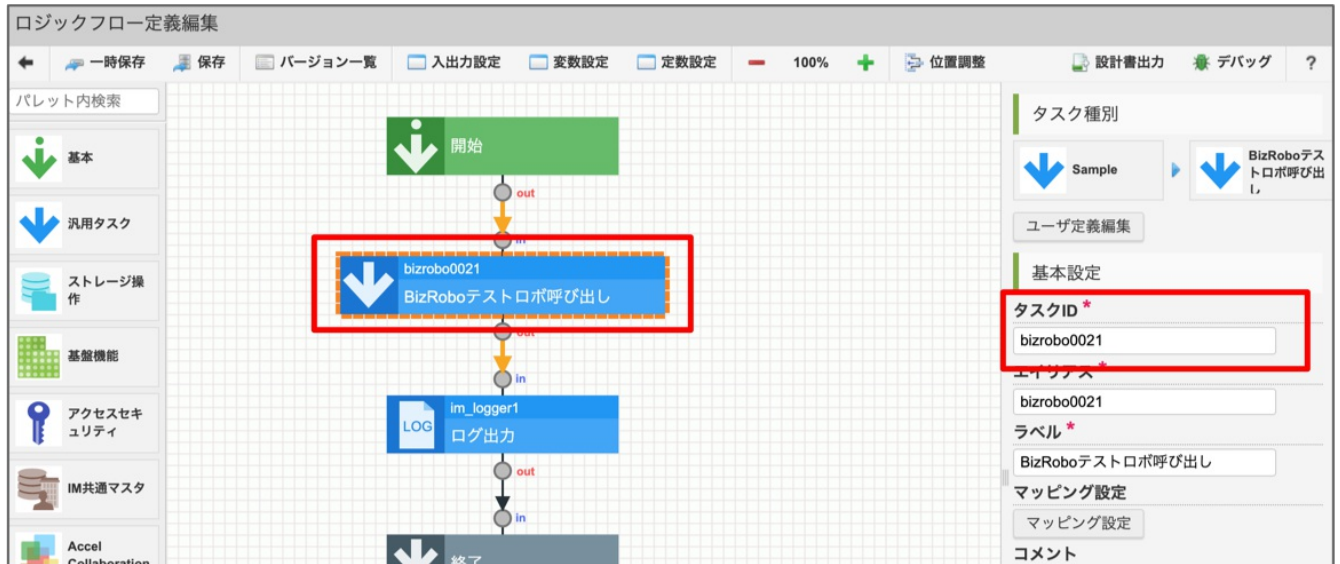 ロジックフロー定義編集
一時保存
保存
バージョン一覧
入出力設定
変数設定
定数設定
100%
位置調整
設計書出力
デバッグ
?
パレット内検索
基本
汎用タスク
ストレージ操
作
基盤機能
アクセスセキ
ュリティ
IM共通マスタ
Accel
Collaboration
開始
out
in
bizrobo0021
BizRoboテストロボ呼び出し
out
in
LOG
im_logger1
ログ出力
out
in
終了
タスク種別
Sample
BizRoboテス
トロボ呼び出
し
ユーザ定義編集
基本設定
タスクID *
bizrobo0021
エイリアス *
bizrobo0021
ラベル *
BizRoboテストロボ呼び出し
マッピング設定
マッピング設定
コメント